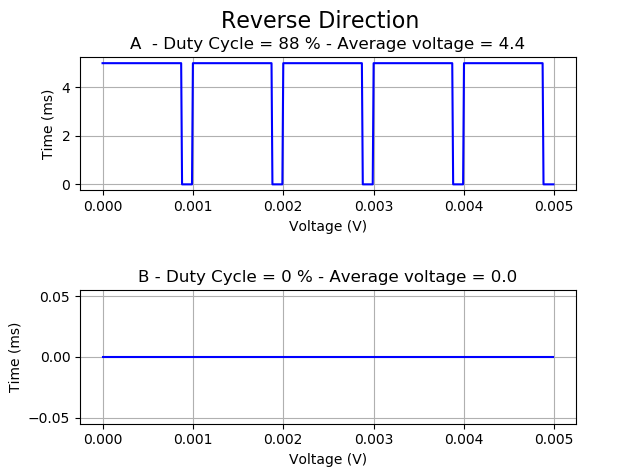 Reverse Direction
A  - Duty Cycle = 88 % - Average voltage = 4.4
4
2
0
Time (ms)
0.000 0.001 0.002 0.003 0.004 0.005
Voltage (V)
B - Duty Cycle = 0 % - Average voltage = 0.0
0.05
0.00
−0.05
Time (ms)
0.000 0.001 0.002 0.003 0.004 0.005
Voltage (V)